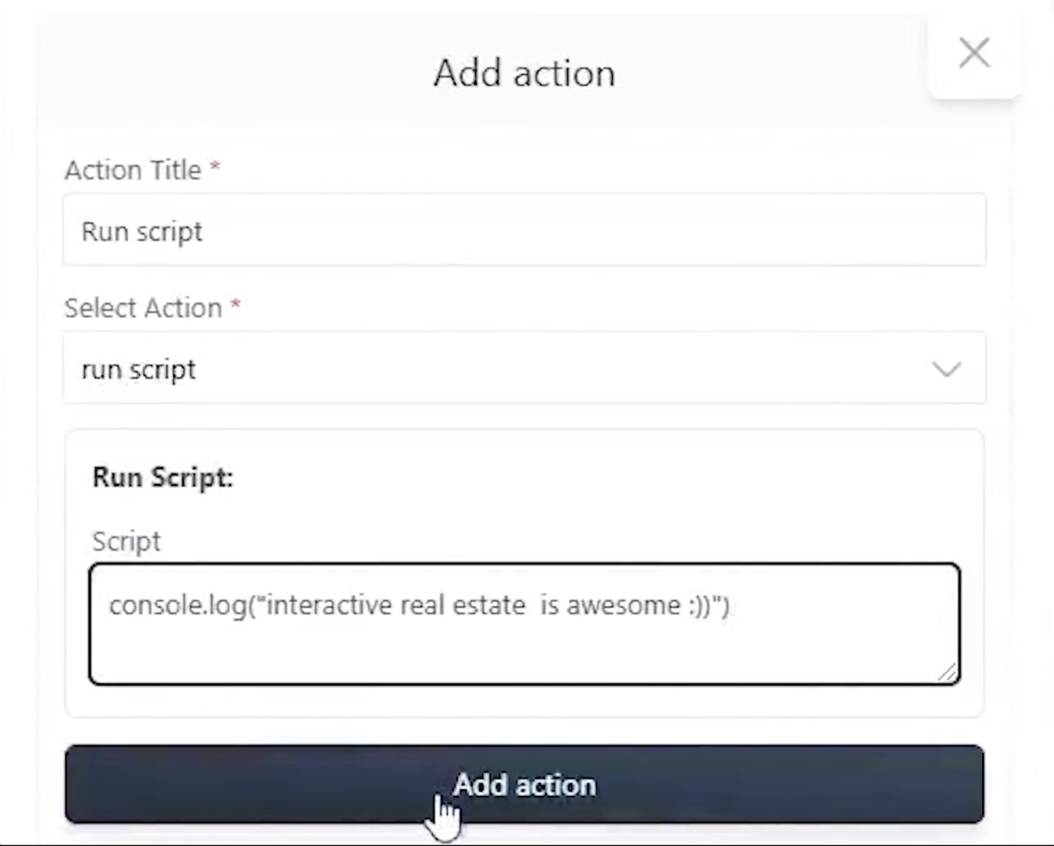 Add action
Action Title *
Run script
Select Action *
run script
Run Script:
Script
console.log("interactive real estate  is awesome :))")
Add action